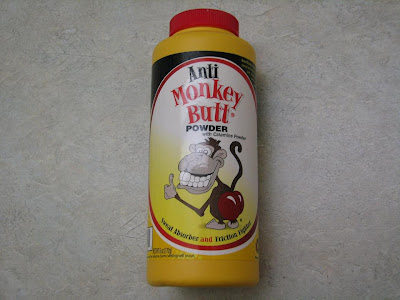 Anti
Monkey
Butt®
POWDER
with Calamine Powder
Sweat Absorber and Friction Fighter